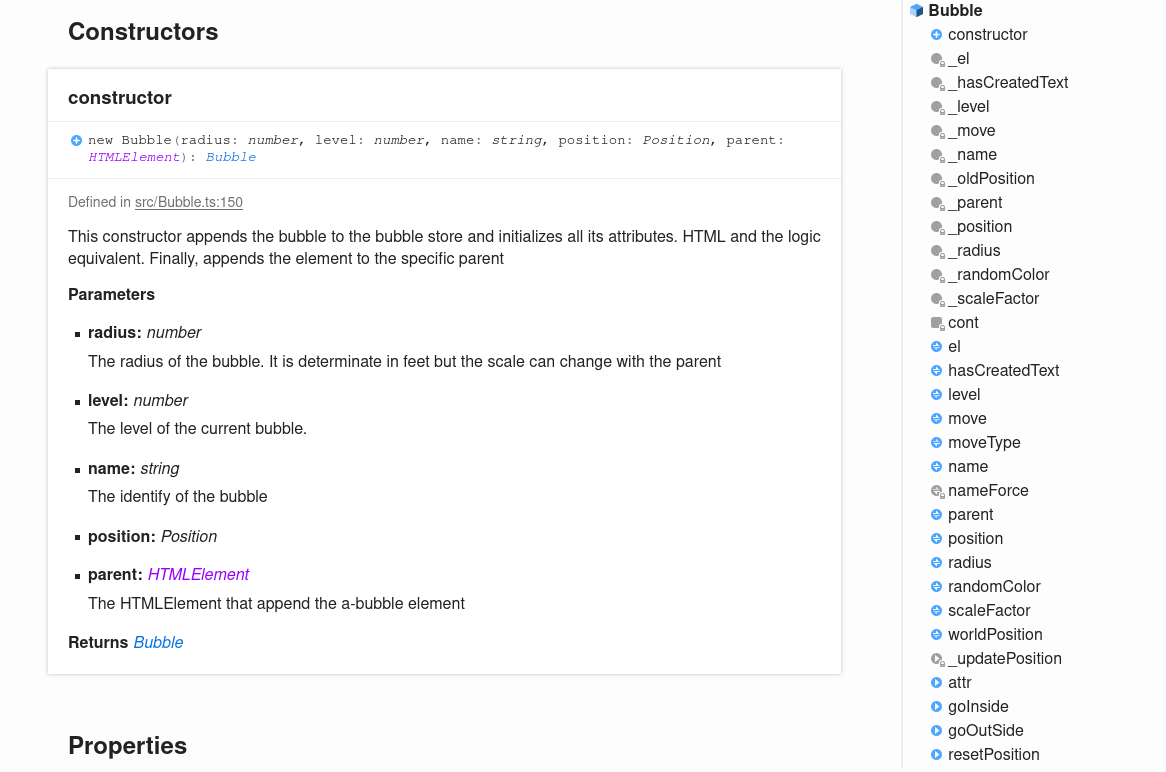 Constructors
constructor
new Bubble(radius: number, level: number, name: string, position: Position, parent:
HTMLElement): Bubble
Defined in src/Bubble.ts:150
This constructor appends the bubble to the bubble store and initializes all its attributes. HTML and the logic
equivalent. Finally, appends the element to the specific parent
Parameters
radius: number
The radius of the bubble. It is determinate in feet but the scale can change with the parent
level: number
The level of the current bubble.
name: string
The identify of the bubble
position: Position
parent: HTMLElement
The HTMLElement that append the a-bubble element
Returns Bubble
Properties
Bubble
constructor
_el
_hasCreatedText
_level
_move
_name
_oldPosition
_parent
_position
_radius
_randomColor
_scaleFactor
cont
el
hasCreatedText
level
move
moveType
name
nameForce
parent
position
radius
randomColor
scaleFactor
worldPosition
_updatePosition
attr
goInside
goOutSide
resetPosition